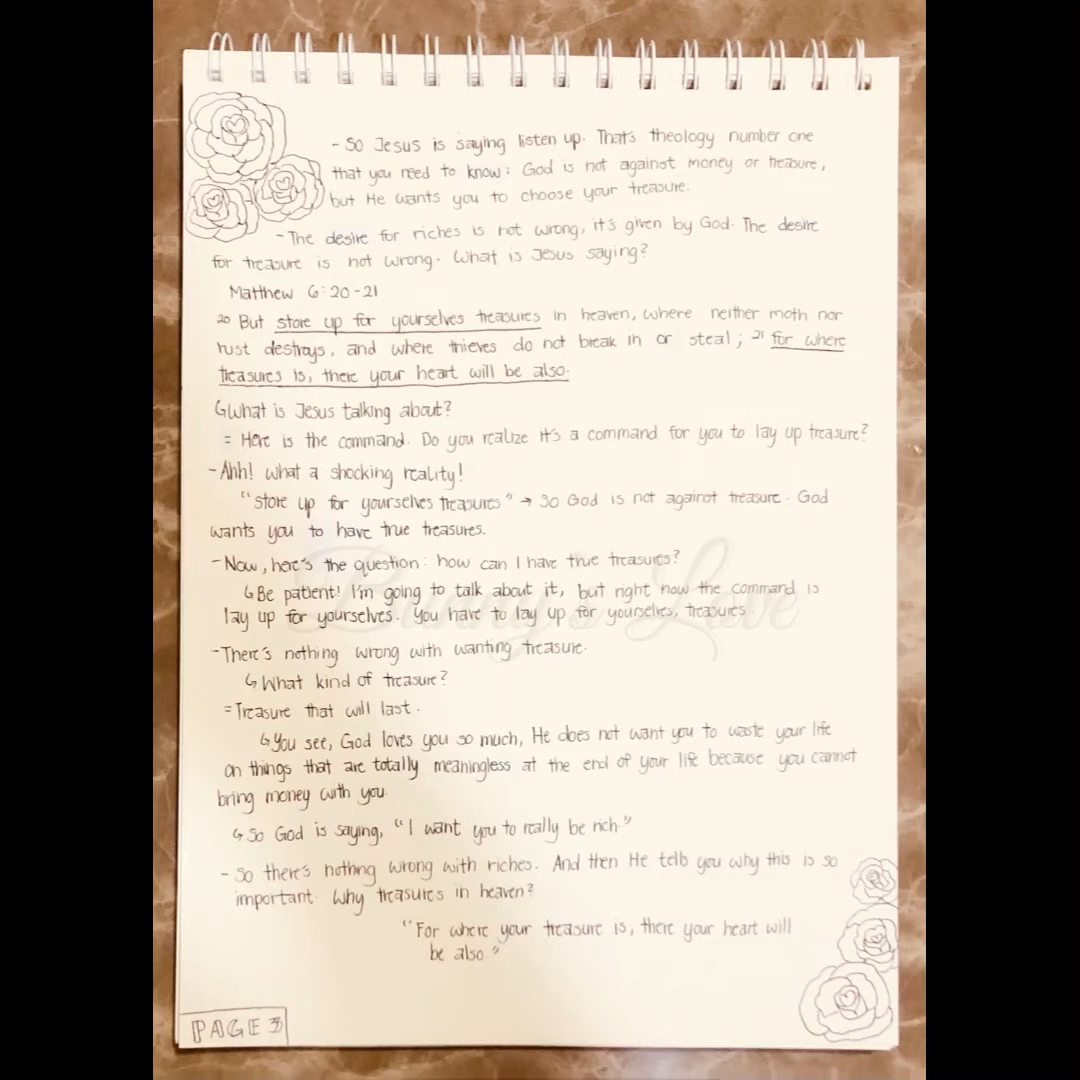 - So Jesus is saying listen up. That's theology number one
that you need to know: God is not against money or treasure,
but He wants you to choose your treasure.
- The desire for riches is not wrong, it's given by God. The desire
for treasure is not wrong. What is Jesus saying?
Matthew 6:20-21
20 But store up for yourselves treasures in heaven, where neither moth nor
rust destroys, and where thieves do not break in or steal; 21 for where
treasures is, there your heart will be also.
↳What is Jesus talking about?
= Here is the command. Do you realize it's a command for you to lay up treasure?
- Ahh! What a shocking reality!
"store up for yourselves treasures" → So God is not against treasure. God
wants you to have true treasures.
- Now, here's the question: how can I have true treasures?
↳Be patient! I'm going to talk about it, but right now the command is
lay up for yourselves. You have to lay up for yourselves, treasures.
- There's nothing wrong with wanting treasure.
↳What kind of treasure?
= Treasure that will last.
↳You see, God loves you so much, He does not want you to waste your life
on things that are totally meaningless at the end of your life because you cannot
bring money with you.
↳So God is saying, "I want you to really be rich."
- So there's nothing wrong with riches. And then He tells you why this is so
important. Why treasures in heaven?
"For where your treasure is, there your heart will
be also."
PAGE 3
Bunny's Love